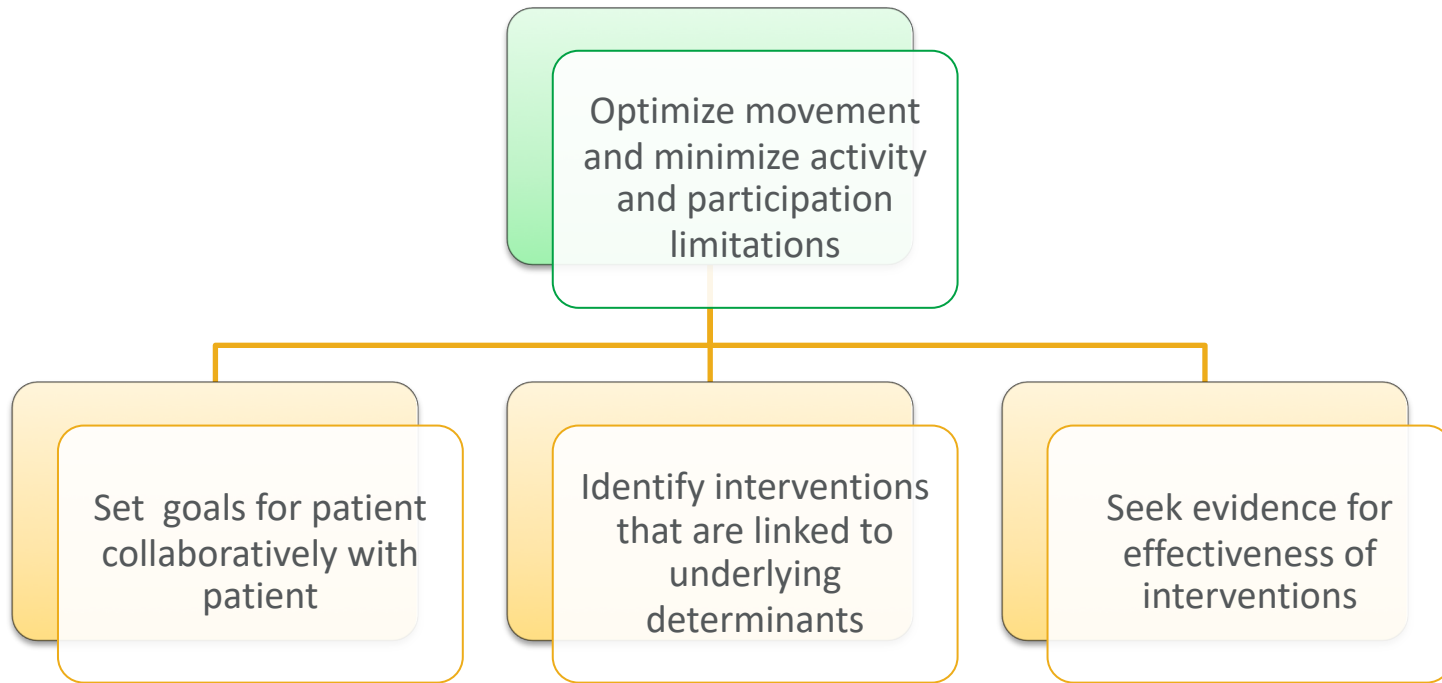 Optimize movement
and minimize activity
and participation
limitations
Set  goals for patient
collaboratively with
patient
Identify interventions
that are linked to
underlying
determinants
Seek evidence for
effectiveness of
interventions